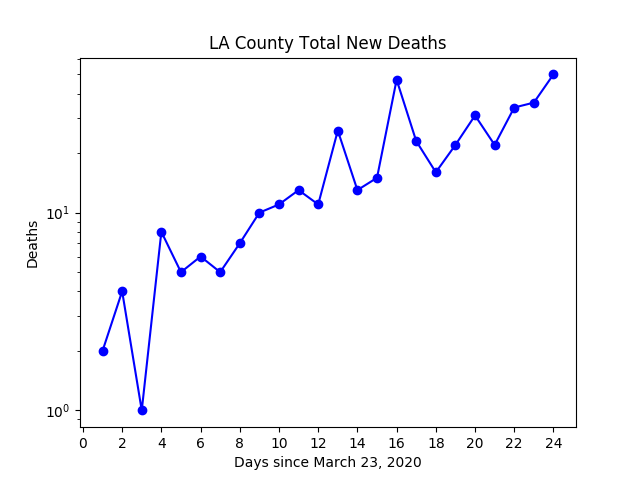 LA County Total New Deaths
Deaths
10¹
10⁰
0 2 4 6 8 10 12 14 16 18 20 22 24
Days since March 23, 2020